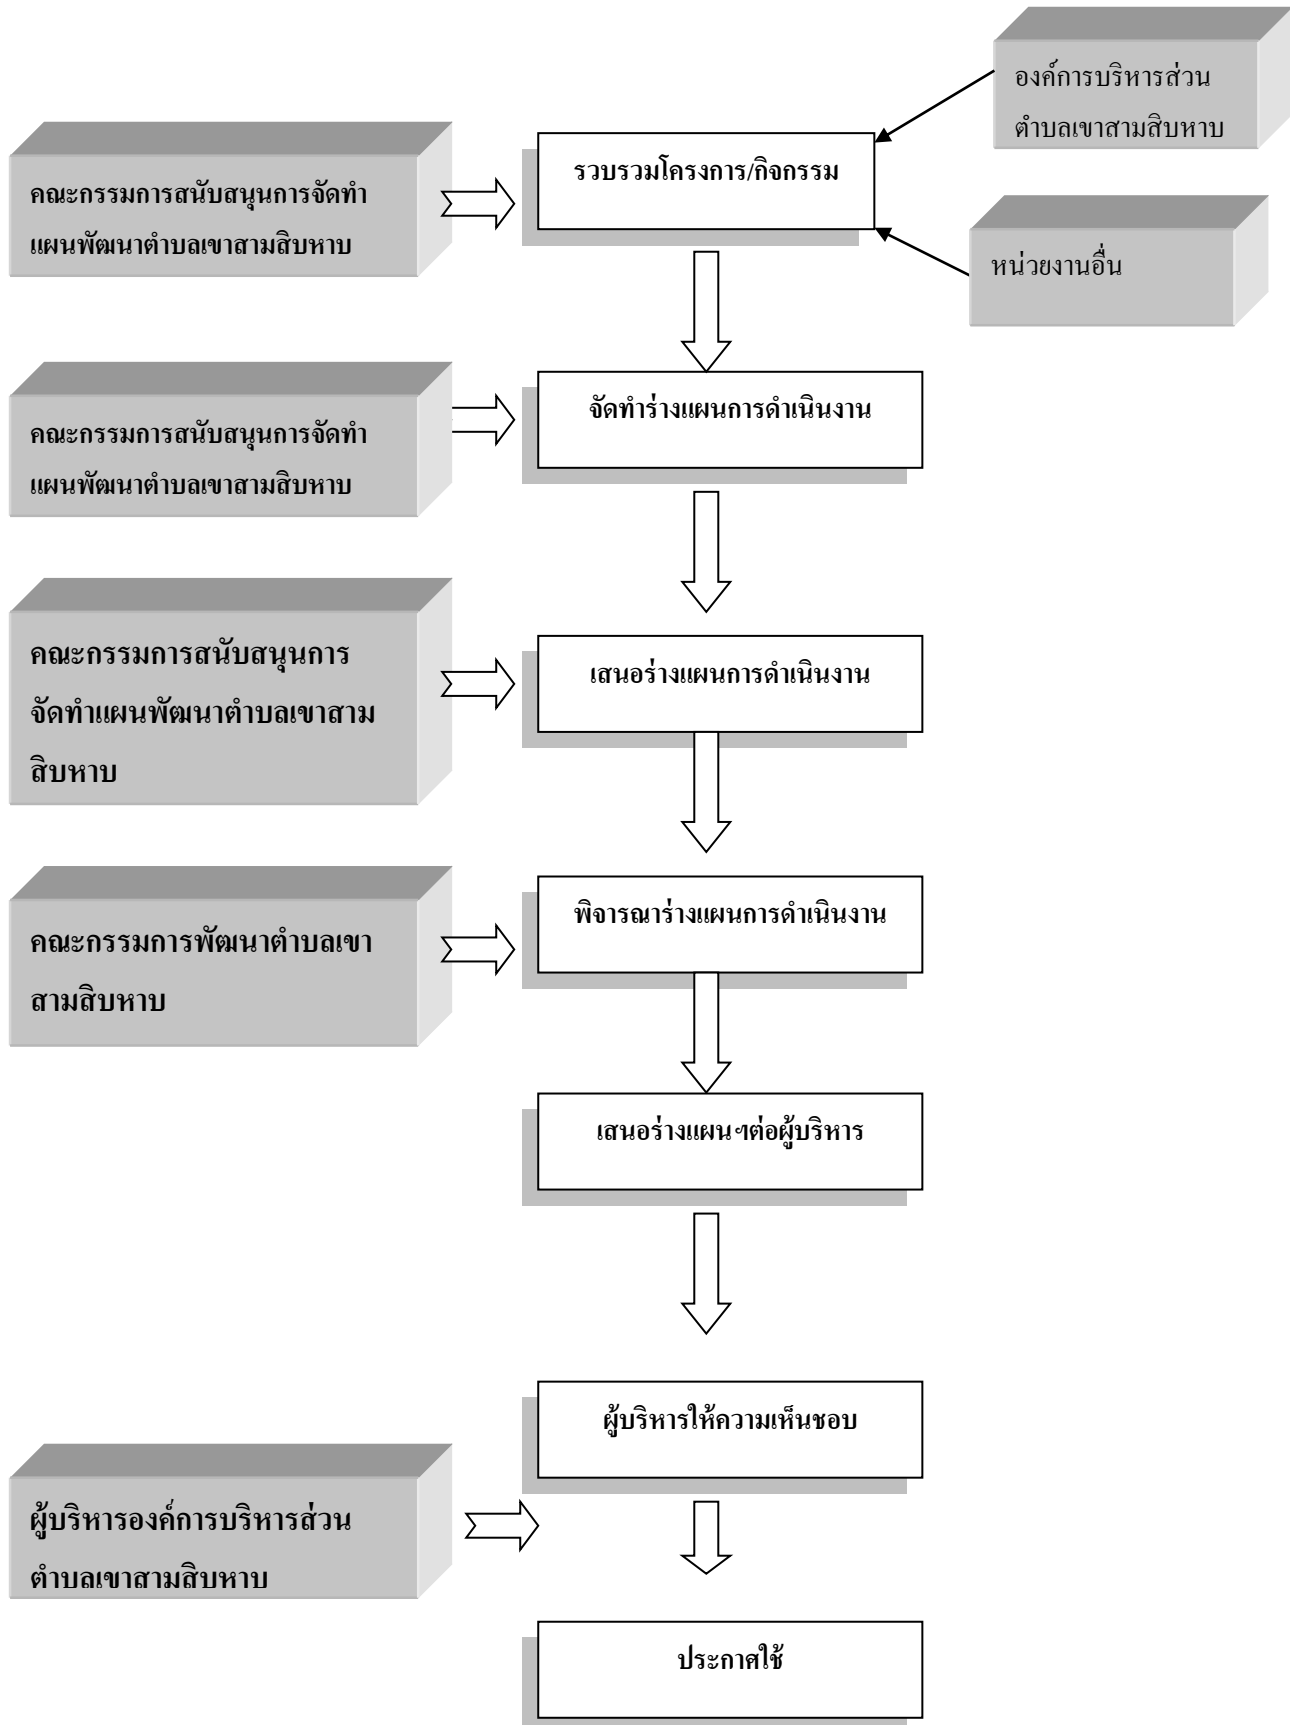 องค์การบริหารส่วน
ตำบลเขาสามสิบหาบ
รวบรวมโครงการ/กิจกรรม
คณะกรรมการสนับสนุนการจัดทำ
แผนพัฒนาตำบลเขาสามสิบหาบ
หน่วยงานอื่น
จัดทำร่างแผนการดำเนินงาน
คณะกรรมการสนับสนุนการจัดทำ
แผนพัฒนาตำบลเขาสามสิบหาบ
คณะกรรมการสนับสนุนการ
จัดทำแผนพัฒนาตำบลเขาสาม
สิบหาบ
เสนอร่างแผนการดำเนินงาน
คณะกรรมการพัฒนาตำบลเขา
สามสิบหาบ
พิจารณาร่างแผนการดำเนินงาน
เสนอร่างแผนฯต่อผู้บริหาร
ผู้บริหารให้ความเห็นชอบ
ผู้บริหารองค์การบริหารส่วน
ตำบลเขาสามสิบหาบ
ประกาศใช้